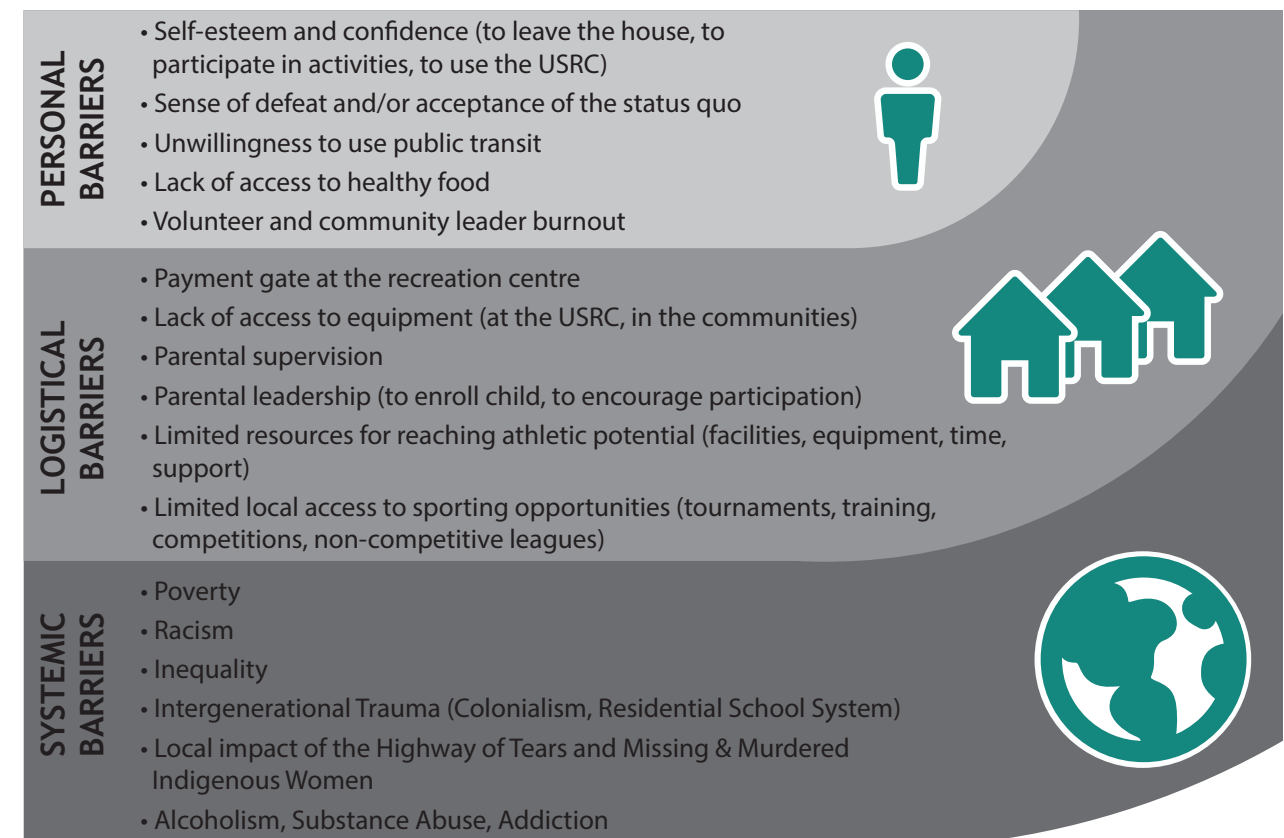 PERSONAL
BARRIERS
• Self-esteem and confidence (to leave the house, to
participate in activities, to use the USRC)
• Sense of defeat and/or acceptance of the status quo
• Unwillingness to use public transit
• Lack of access to healthy food
• Volunteer and community leader burnout
LOGISTICAL
BARRIERS
• Payment gate at the recreation centre
• Lack of access to equipment (at the USRC, in the communities)
• Parental supervision
• Parental leadership (to enroll child, to encourage participation)
• Limited resources for reaching athletic potential (facilities, equipment, time,
support)
• Limited local access to sporting opportunities (tournaments, training,
competitions, non-competitive leagues)
SYSTEMIC
BARRIERS
• Poverty
• Racism
• Inequality
• Intergenerational Trauma (Colonialism, Residential School System)
• Local impact of the Highway of Tears and Missing & Murdered
Indigenous Women
• Alcoholism, Substance Abuse, Addiction